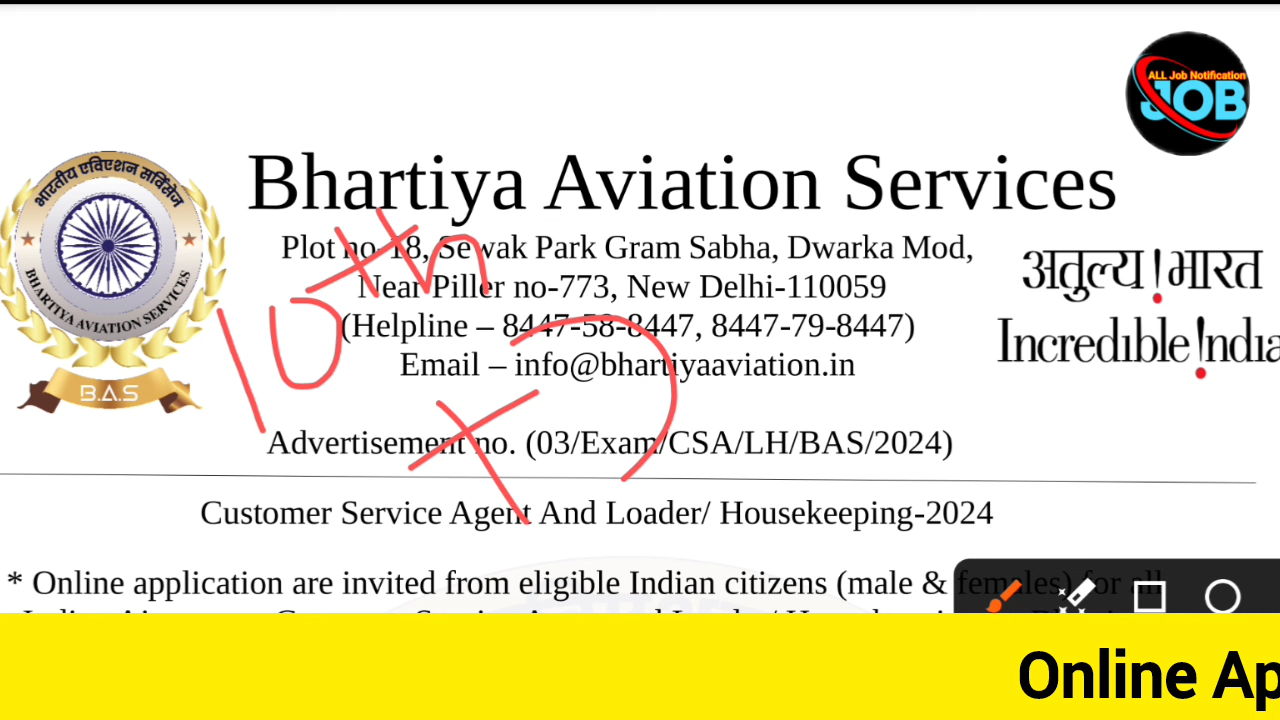 ALL Job Notification
JOB
भारतीय एविएशन सर्विसेज
BHARTIYA AVIATION SERVICES
B.A.S
Bhartiya Aviation Services
Plot no-18, Sewak Park Gram Sabha, Dwarka Mod,
Near Piller no-773, New Delhi-110059
(Helpline – 8447-58-8447, 8447-79-8447)
Email – info@bhartiyaaviation.in
अतुल्य!भारत
Incredible!ndia
10th
Advertisement no. (03/Exam/CSA/LH/BAS/2024)
Customer Service Agent And Loader/ Housekeeping-2024
* Online application are invited from eligible Indian citizens (male & females) for all
Online Ap